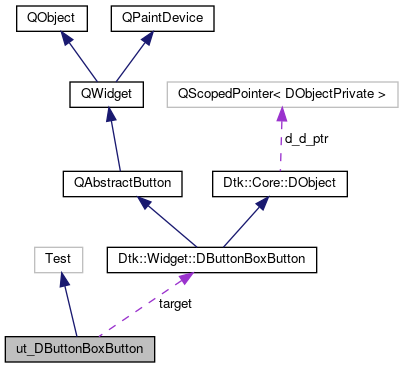 QObject
QPaintDevice
QWidget
QScopedPointer< DObjectPrivate >
d_d_ptr
QAbstractButton
Dtk::Core::DObject
Test
Dtk::Widget::DButtonBoxButton
target
ut_DButtonBoxButton